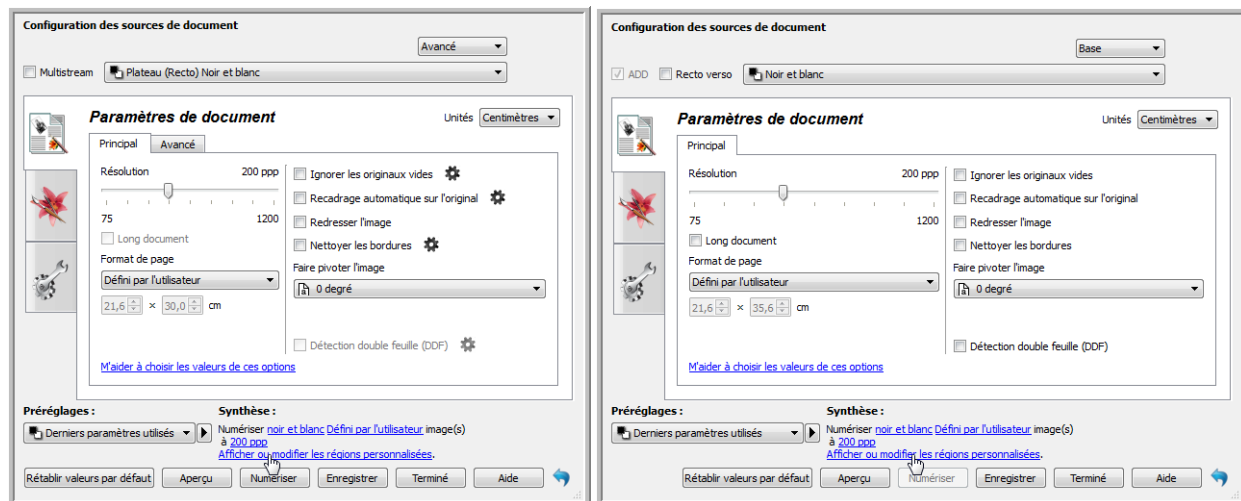 Configuration des sources de document
Avancé
Multistream Plateau (Recto) Noir et blanc
Paramètres de document Unités Centimètres
Principal Avancé
Résolution 200 ppp
75 1200
Long document
Format de page
Défini par l'utilisateur
21,6 × 30,0 cm
Ignorer les originaux vides
Recadrage automatique sur l'original
Redresser l'image
Nettoyer les bordures
Faire pivoter l'image
0 degré
Détection double feuille (DDF)
M'aider à choisir les valeurs de ces options
Préréglages :
Derniers paramètres utilisés
Synthèse :
Numériser noir et blanc Défini par l'utilisateur image(s)
à 200 ppp
Afficher ou modifier les régions personnalisées.
Rétablir valeurs par défaut Aperçu Numériser Enregistrer Terminé Aide
Configuration des sources de document
Base
ADD Recto verso Noir et blanc
Paramètres de document Unités Centimètres
Principal
Résolution 200 ppp
75 1200
Long document
Format de page
Défini par l'utilisateur
21,6 × 35,6 cm
Ignorer les originaux vides
Recadrage automatique sur l'original
Redresser l'image
Nettoyer les bordures
Faire pivoter l'image
0 degré
Détection double feuille (DDF)
M'aider à choisir les valeurs de ces options
Préréglages :
Derniers paramètres utilisés
Synthèse :
Numériser noir et blanc Défini par l'utilisateur image(s)
à 200 ppp
Afficher ou modifier les régions personnalisées.
Rétablir valeurs par défaut Aperçu Numériser Enregistrer Terminé Aide